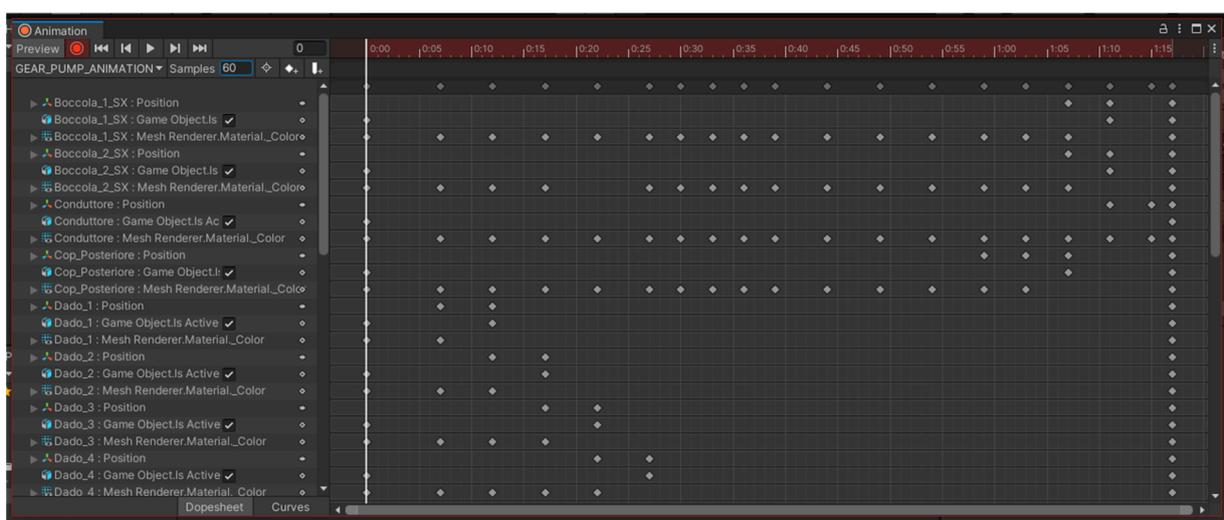 Animation
Preview 0 0:00 0:05 0:10 0:15 0:20 0:25 0:30 0:35 0:40 0:45 0:50 0:55 1:00 1:05 1:10 1:15
GEAR_PUMP_ANIMATION Samples 60
Boccola_1_SX : Position
Boccola_1_SX : Game Object.Is
Boccola_1_SX : Mesh Renderer.Material._Color
Boccola_2_SX : Position
Boccola_2_SX : Game Object.Is
Boccola_2_SX : Mesh Renderer.Material._Color
Conduttore : Position
Conduttore : Game Object.Is Ac
Conduttore : Mesh Renderer.Material._Color
Cop_Posteriore : Position
Cop_Posteriore : Game Object.I
Cop_Posteriore : Mesh Renderer.Material._Colo
Dado_1 : Position
Dado_1 : Game Object.Is Active
Dado_1 : Mesh Renderer.Material._Color
Dado_2 : Position
Dado_2 : Game Object.Is Active
Dado_2 : Mesh Renderer.Material._Color
Dado_3 : Position
Dado_3 : Game Object.Is Active
Dado_3 : Mesh Renderer.Material._Color
Dado_4 : Position
Dado_4 : Game Object.Is Active
Dado_4 : Mesh Renderer.Material._Color
Dopesheet Curves